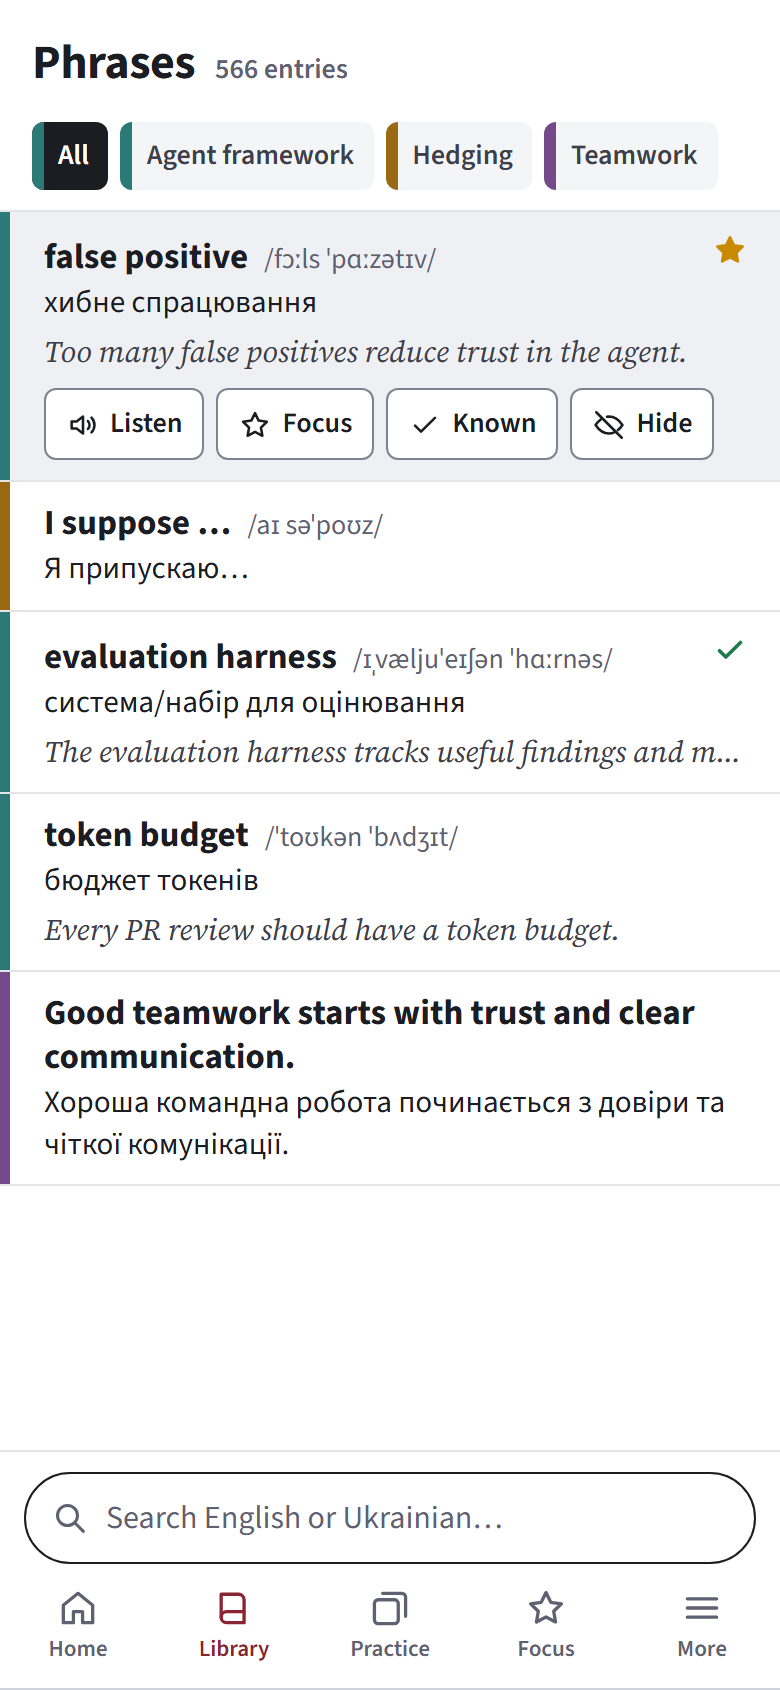 Phrases 566 entries
All Agent framework Hedging Teamwork
false positive /fɔːls ˈpɑːzətɪv/
хибне спрацювання
Too many false positives reduce trust in the agent.
Listen Focus Known Hide
I suppose … /aɪ səˈpoʊz/
Я припускаю…
evaluation harness /ɪˌvæljuˈeɪʃən ˈhɑːrnəs/
система/набір для оцінювання
The evaluation harness tracks useful findings and m…
token budget /ˈtoʊkən ˈbʌdʒɪt/
бюджет токенів
Every PR review should have a token budget.
Good teamwork starts with trust and clear
communication.
Хороша командна робота починається з довіри та
чіткої комунікації.
Search English or Ukrainian…
Home Library Practice Focus More